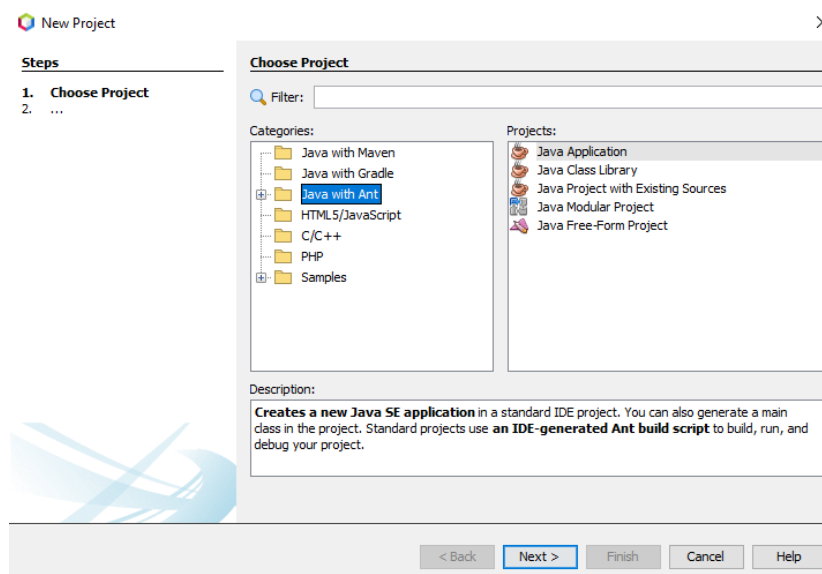 New Project
Steps
1. Choose Project
2. ...
Choose Project
Filter:
Categories:
Java with Maven
Java with Gradle
Java with Ant
HTML5/JavaScript
C/C++
PHP
Samples
Projects:
Java Application
Java Class Library
Java Project with Existing Sources
Java Modular Project
Java Free-Form Project
Description:
Creates a new Java SE application in a standard IDE project. You can also generate a main
class in the project. Standard projects use an IDE-generated Ant build script to build, run, and
debug your project.
< Back Next > Finish Cancel Help